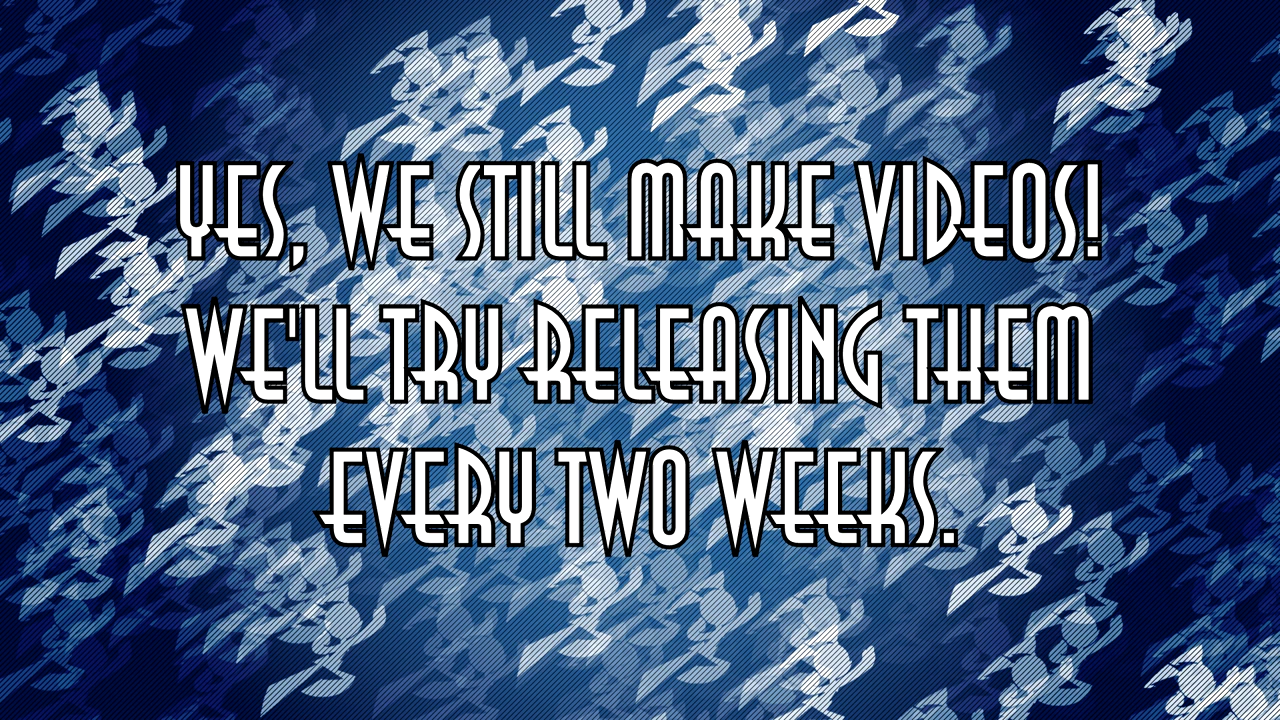 YES, WE STILL MAKE VIDEOS!
WE'LL TRY RELEASING THEM
EVERY TWO WEEKS.